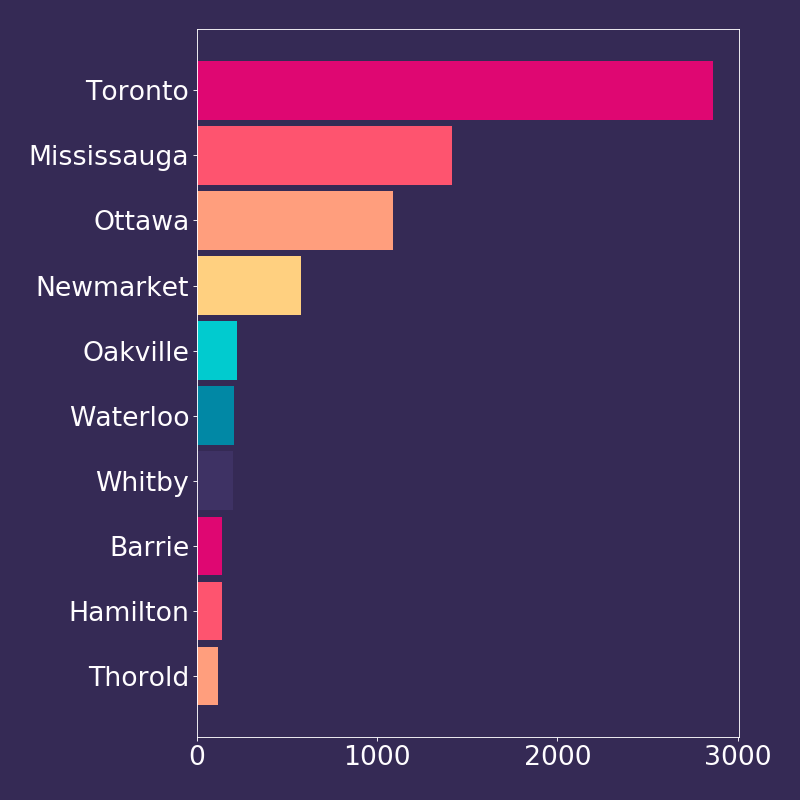 Toronto
Mississauga
Ottawa
Newmarket
Oakville
Waterloo
Whitby
Barrie
Hamilton
Thorold
0 1000 2000 3000